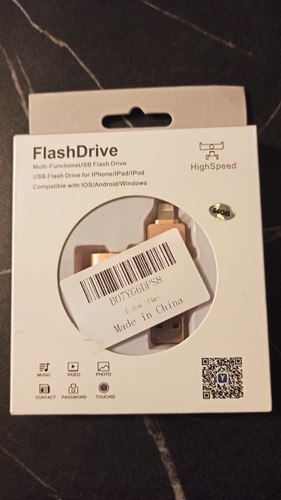 FlashDrive
Multi-FunctionsUSB Flash Drive
USB Flash Drive for IPhone/IPad/IPod
Compatible with IOS/Android/Windows
HighSpeed
64GB
B07YG6DPS8
Made in China
MUSIC
VIDEO
PHOTO
CONTACT
PASSWORD
TOUCHID